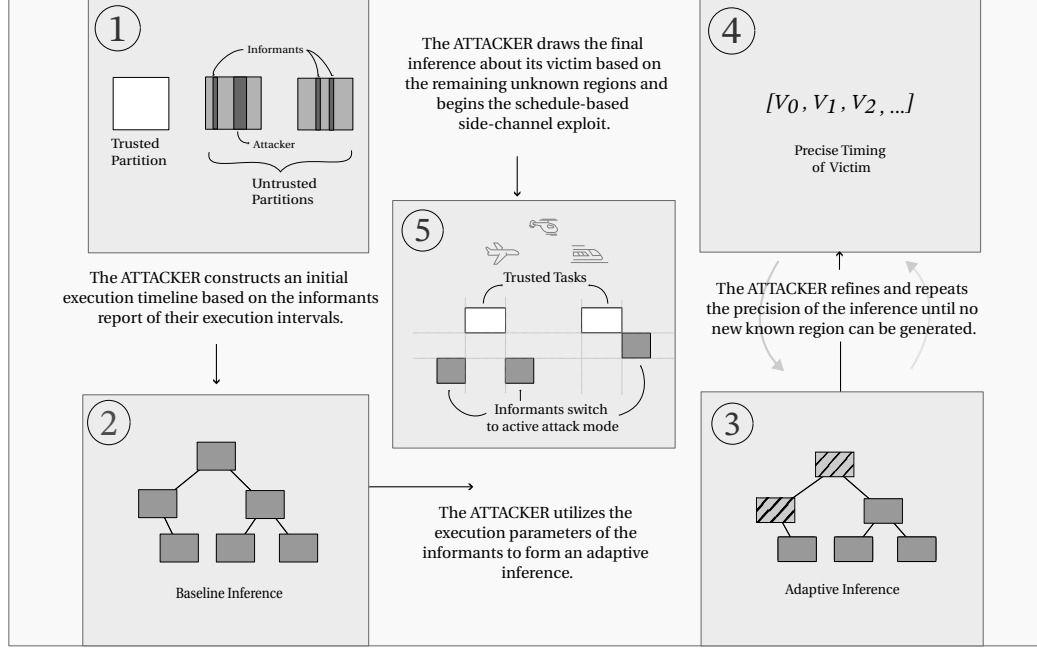 1
Informants
Trusted
Partition
Attacker
Untrusted
Partitions
The ATTACKER constructs an initial
execution timeline based on the informants
report of their execution intervals.
2
Baseline Inference
The ATTACKER utilizes the
execution parameters of the
informants to form an adaptive
inference.
3
Adaptive Inference
The ATTACKER refines and repeats
the precision of the inference until no
new known region can be generated.
4
[V0, V1, V2, ...]
Precise Timing
of Victim
The ATTACKER draws the final
inference about its victim based on
the remaining unknown regions and
begins the schedule-based
side-channel exploit.
5
Trusted Tasks
Informants switch
to active attack mode